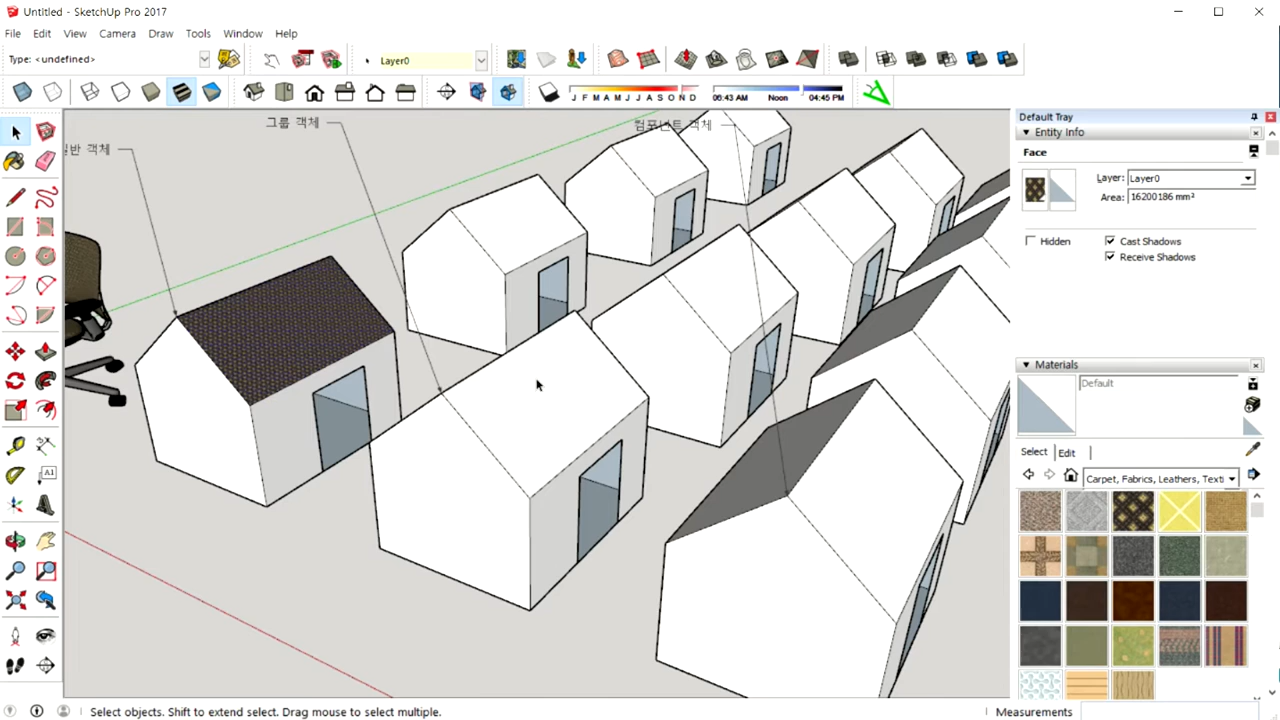 Untitled - SketchUp Pro 2017
File Edit View Camera Draw Tools Window Help
Type: <undefined>
Layer0
J F M A M J J A S O N D 06:43 AM Noon 04:45 PM
그룹 객체
컴포넌트 객체
일반 객체
A1
Default Tray
Entity Info
Face
Layer: Layer0
Area: 16200186 mm²
Hidden
Cast Shadows
Receive Shadows
Materials
Default
Select Edit
Carpet, Fabrics, Leathers, Texti
Select objects. Shift to extend select. Drag mouse to select multiple.
Measurements